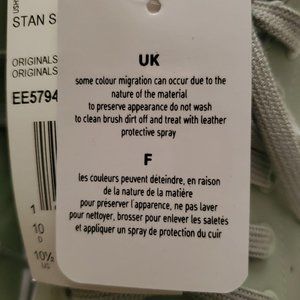 STAN S
ORIGINALS
ORIGINALS
EE5794
UK
some colour migration can occur due to the
nature of the material
to preserve appearance do not wash
to clean brush dirt off and treat with leather
protective spray
F
les couleurs peuvent déteindre, en raison
de la nature de la matière
pour préserver l'apparence, ne pas laver
pour nettoyer, brosser pour enlever les saletés
et appliquer un spray de protection du cuir
1
10
D
10½